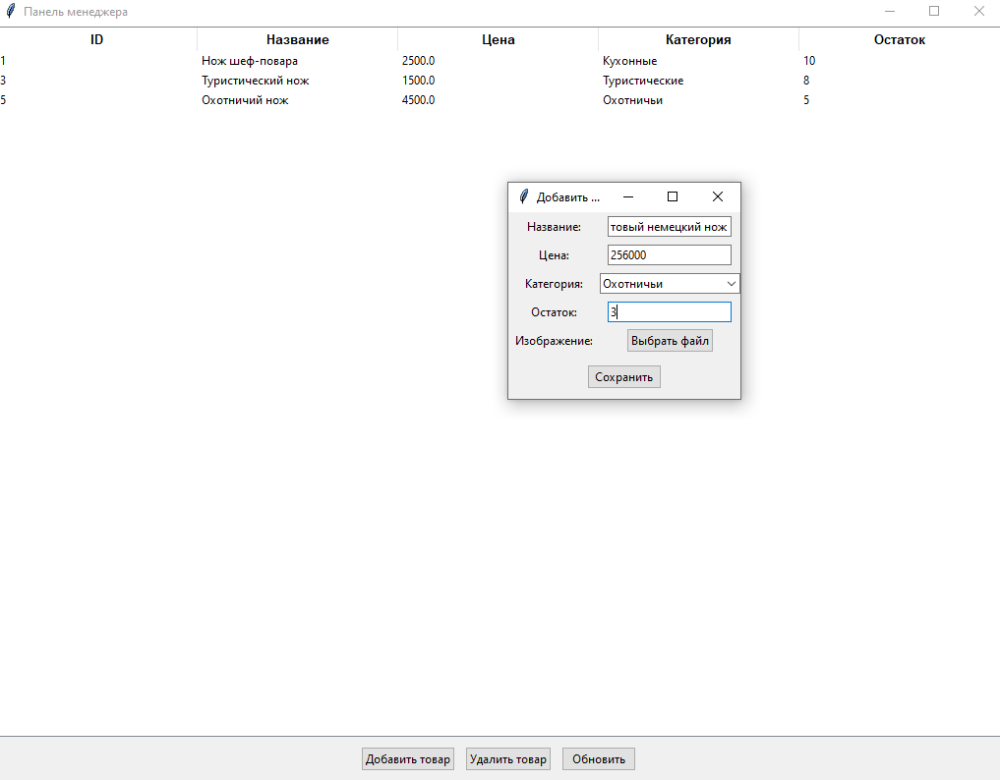 Панель менеджера
ID Название Цена Категория Остаток
1 Нож шеф-повара 2500.0 Кухонные 10
3 Туристический нож 1500.0 Туристические 8
5 Охотничий нож 4500.0 Охотничьи 5
Добавить ...
Название: товый немецкий нож
Цена: 256000
Категория: Охотничьи
Остаток: 3
Изображение: Выбрать файл
Сохранить
Добавить товар Удалить товар Обновить